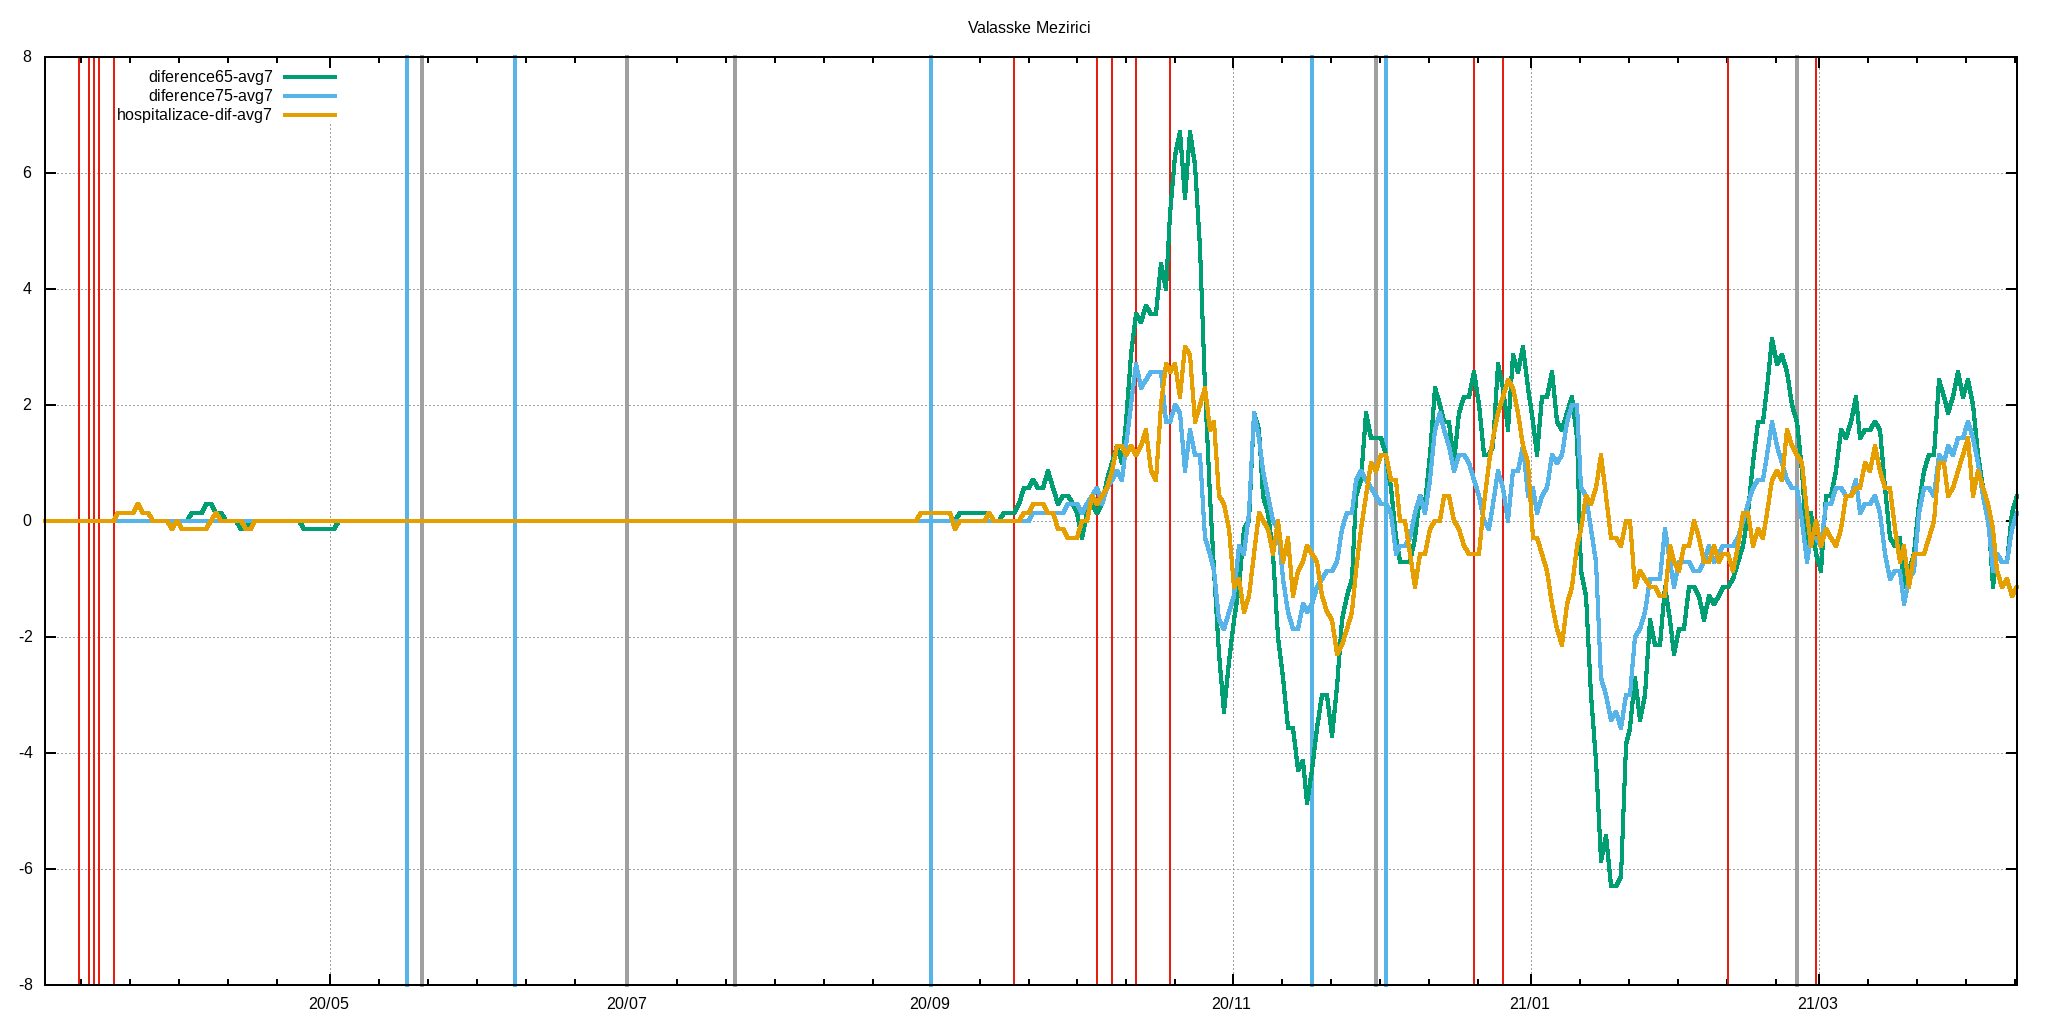 Valasske Mezirici
8
diference65-avg7
diference75-avg7
hospitalizace-dif-avg7
6
4
2
0
-2
-4
-6
-8
20/05 20/07 20/09 20/11 21/01 21/03